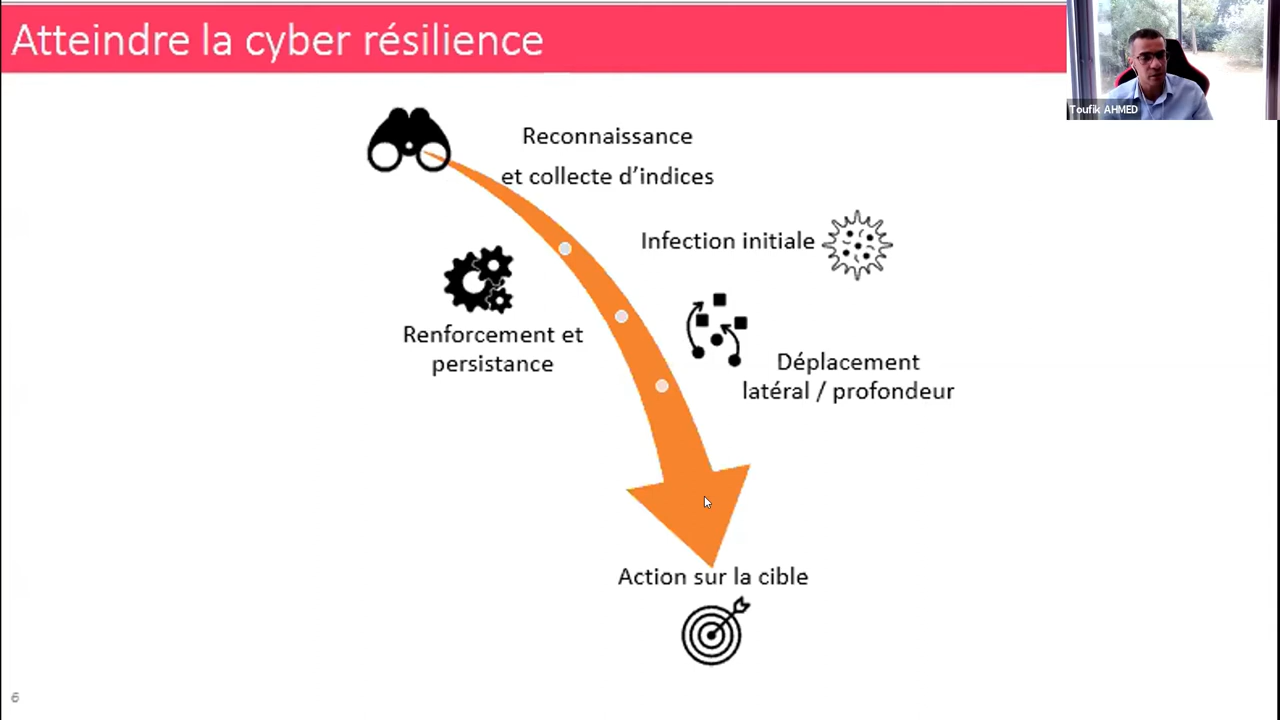 Atteindre la cyber résilience
Toufik AHMED
Reconnaissance
et collecte d’indices
Infection initiale
Renforcement et
persistance
Déplacement
latéral / profondeur
Action sur la cible
6